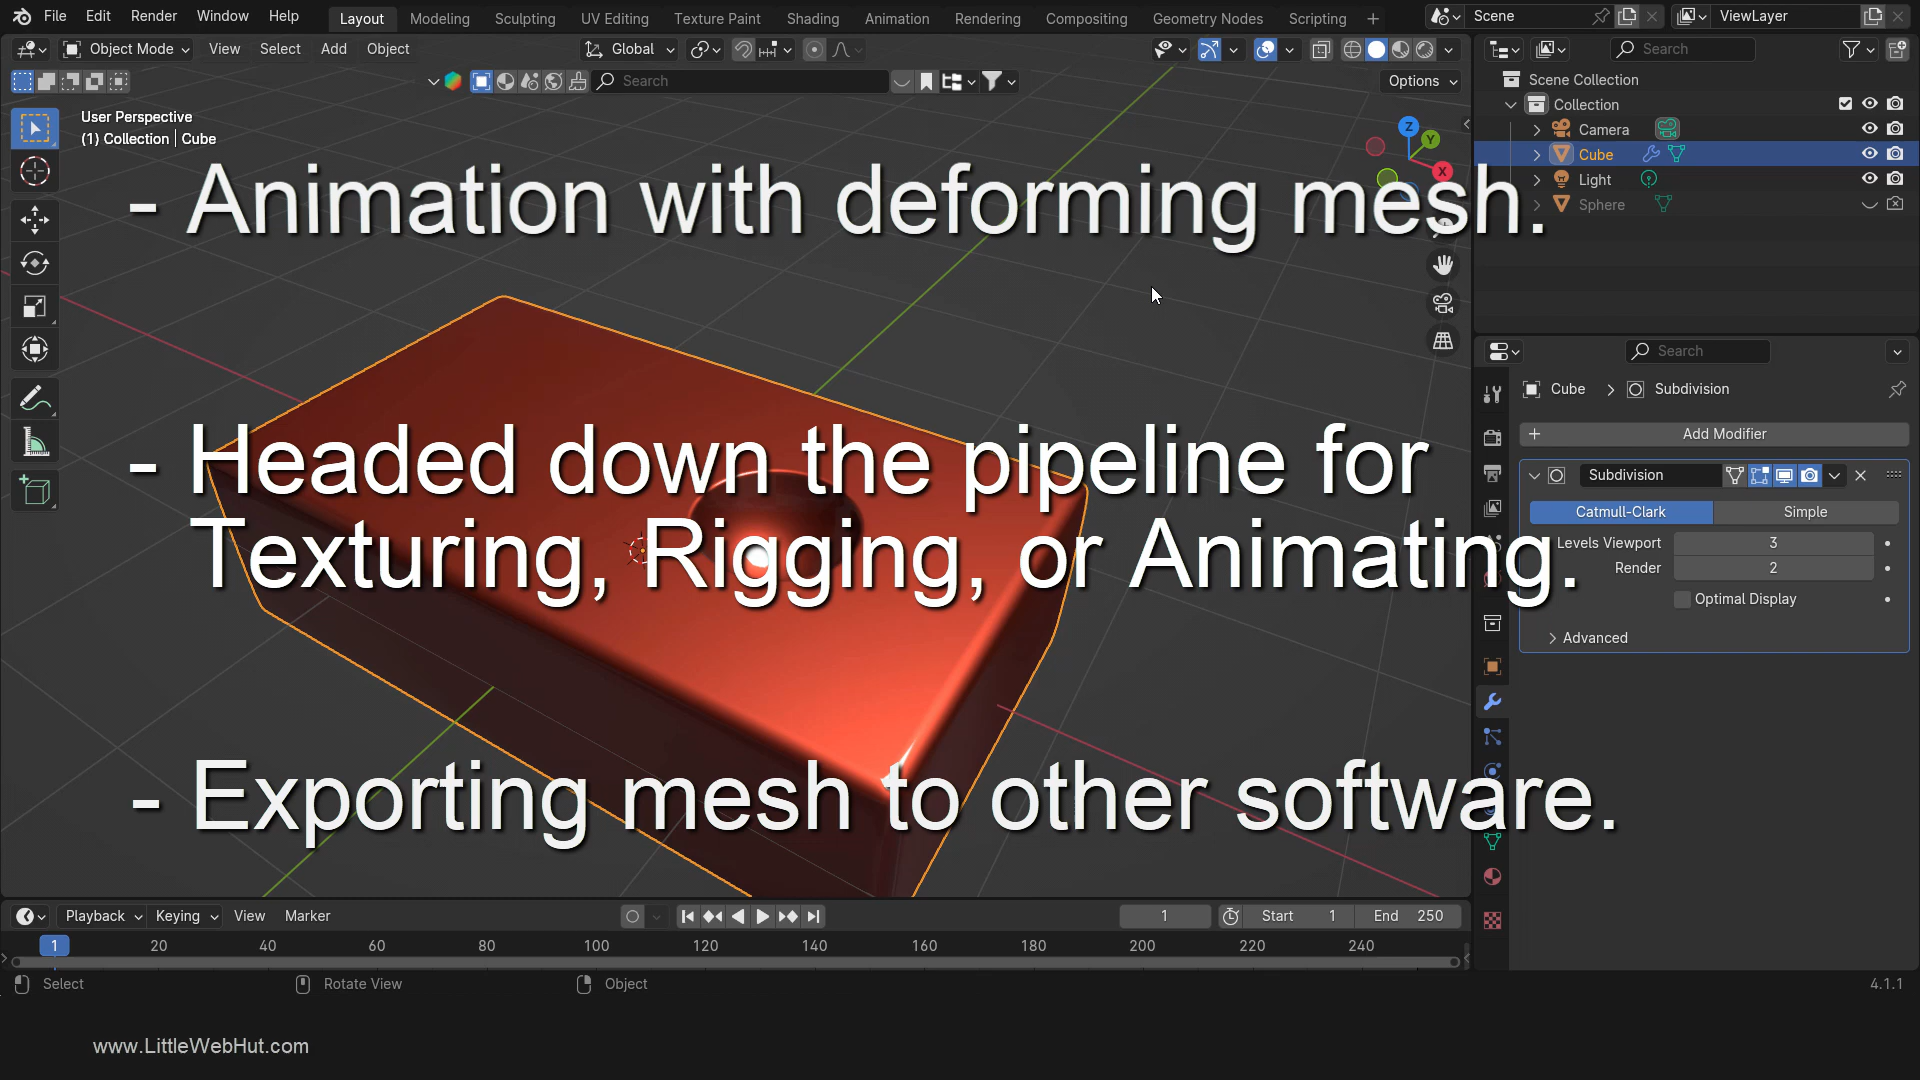 File Edit Render Window Help Layout Modeling Sculpting UV Editing Texture Paint Shading Animation Rendering Compositing Geometry Nodes Scripting + Scene ViewLayer
Object Mode View Select Add Object Global Search
Search Options
Scene Collection
Collection
Camera
Cube
Light
Sphere
User Perspective
(1) Collection | Cube
Z
Y
X
- Animation with deforming mesh.
- Headed down the pipeline for
Texturing, Rigging, or Animating.
- Exporting mesh to other software.
Search
Cube > Subdivision
+ Add Modifier
Subdivision
Catmull-Clark Simple
Levels Viewport 3
Render 2
Optimal Display
> Advanced
Playback Keying View Marker 1 Start 1 End 250
1 20 40 60 80 100 120 140 160 180 200 220 240
Select Rotate View Object 4.1.1
www.LittleWebHut.com